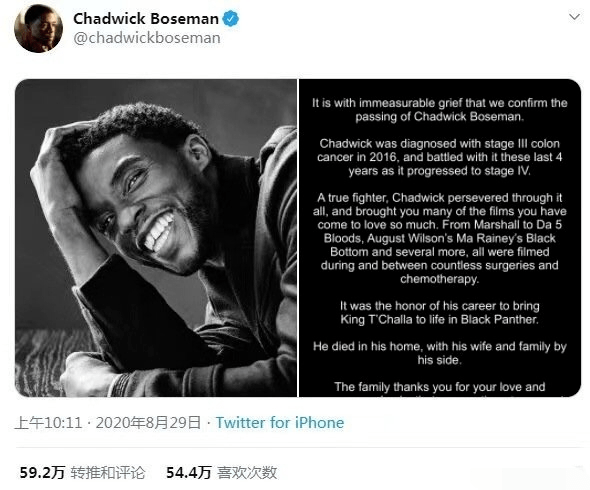 Chadwick Boseman
@chadwickboseman
It is with immeasurable grief that we confirm the
passing of Chadwick Boseman.
Chadwick was diagnosed with stage III colon
cancer in 2016, and battled with it these last 4
years as it progressed to stage IV.
A true fighter, Chadwick persevered through it
all, and brought you many of the films you have
come to love so much. From Marshall to Da 5
Bloods, August Wilson's Ma Rainey's Black
Bottom and several more, all were filmed
during and between countless surgeries and
chemotherapy.
It was the honor of his career to bring
King T'Challa to life in Black Panther.
He died in his home, with his wife and family by
his side.
The family thanks you for your love and
上午10:11 · 2020年8月29日 · Twitter for iPhone
59.2万 转推和评论 54.4万 喜欢次数